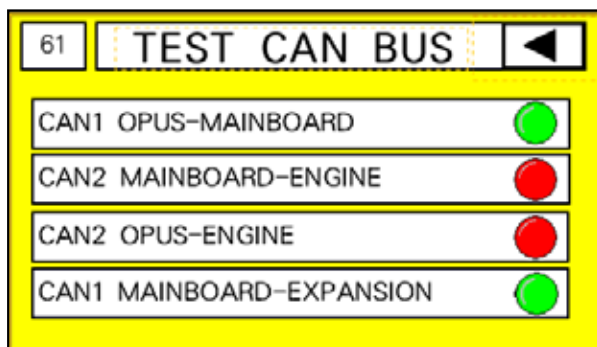 61 TEST CAN BUS
CAN1 OPUS-MAINBOARD
CAN2 MAINBOARD-ENGINE
CAN2 OPUS-ENGINE
CAN1 MAINBOARD-EXPANSION